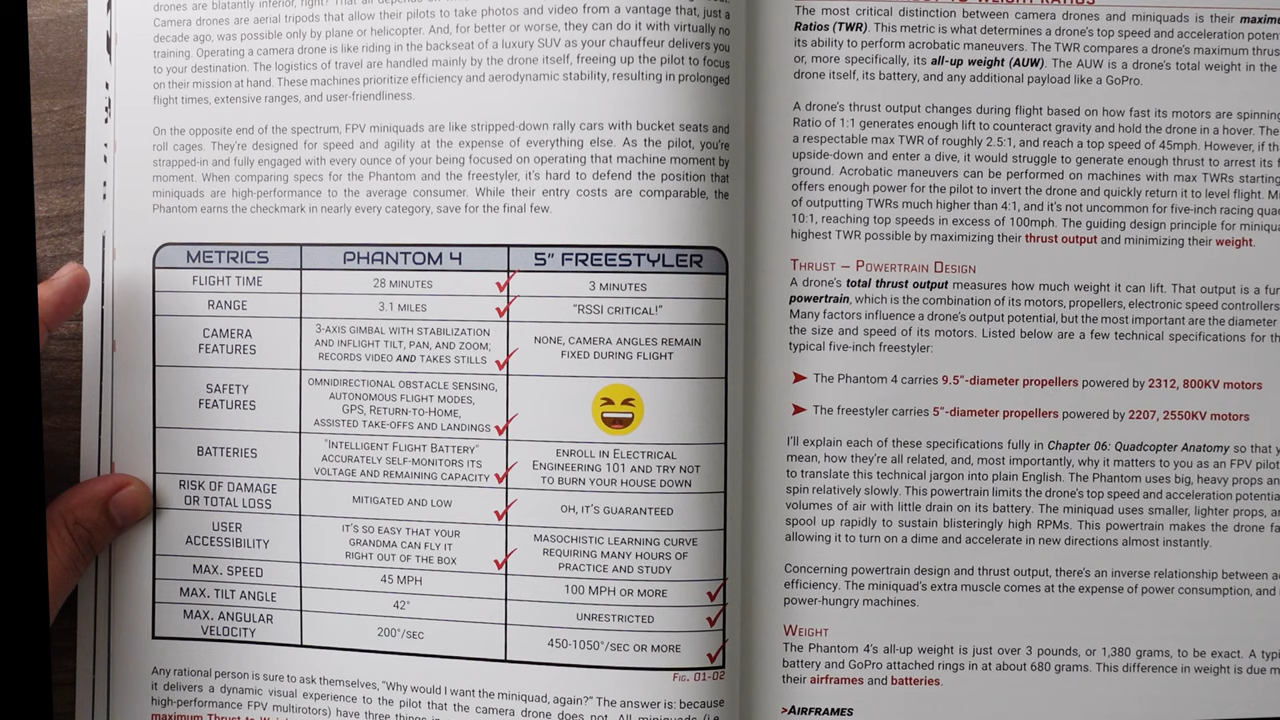 drones are blatantly inferior, right? That all depends
Camera drones are aerial tripods that allow their pilots to take photos and video from a vantage that, just a
decade ago, was possible only by plane or helicopter. And, for better or worse, they can do it with virtually no
training. Operating a camera drone is like riding in the backseat of a luxury SUV as your chauffeur delivers you
to your destination. The logistics of travel are handled mainly by the drone itself, freeing up the pilot to focus
on their mission at hand. These machines prioritize efficiency and aerodynamic stability, resulting in prolonged
flight times, extensive ranges, and user-friendliness.
On the opposite end of the spectrum, FPV miniquads are like stripped-down rally cars with bucket seats and
roll cages. They're designed for speed and agility at the expense of everything else. As the pilot, you're
strapped-in and fully engaged with every ounce of your being focused on operating that machine moment by
moment. When comparing specs for the Phantom and the freestyler, it's hard to defend the position that
miniquads are high-performance to the average consumer. While their entry costs are comparable, the
Phantom earns the checkmark in nearly every category, save for the final few.
METRICS PHANTOM 4 5" FREESTYLER
FLIGHT TIME 28 MINUTES 3 MINUTES
RANGE 3.1 MILES "RSSI CRITICAL!"
CAMERA FEATURES
3-AXIS GIMBAL WITH STABILIZATION
AND INFLIGHT TILT, PAN, AND ZOOM;
RECORDS VIDEO AND TAKES STILLS
NONE, CAMERA ANGLES REMAIN
FIXED DURING FLIGHT
SAFETY
FEATURES
OMNIDIRECTIONAL OBSTACLE SENSING,
AUTONOMOUS FLIGHT MODES,
GPS, RETURN-TO-HOME,
ASSISTED TAKE-OFFS AND LANDINGS
BATTERIES
"INTELLIGENT FLIGHT BATTERY"
ACCURATELY SELF-MONITORS ITS
VOLTAGE AND REMAINING CAPACITY
ENROLL IN ELECTRICAL
ENGINEERING 101 AND TRY NOT
TO BURN YOUR HOUSE DOWN
RISK OF DAMAGE
OR TOTAL LOSS
MITIGATED AND LOW
OH, IT'S GUARANTEED
USER
ACCESSIBILITY
IT'S SO EASY THAT YOUR
GRANDMA CAN FLY IT
RIGHT OUT OF THE BOX
MASOCHISTIC LEARNING CURVE
REQUIRING MANY HOURS OF
PRACTICE AND STUDY
MAX. SPEED 45 MPH 100 MPH OR MORE
MAX. TILT ANGLE 42° UNRESTRICTED
MAX. ANGULAR
VELOCITY
200°/SEC
450-1050°/SEC OR MORE
FIG. 01-02
Any rational person is sure to ask themselves, "Why would I want the miniquad, again?" The answer is: because
it delivers a dynamic visual experience to the pilot that the camera drone does not. All miniquads (i.e.,
high-performance FPV multirotors) have three things
The most critical distinction between camera drones and miniquads is their
Ratios (TWR). This metric is what determines a drone's top speed and acceleration
its ability to perform acrobatic maneuvers. The TWR compares a drone's maximum
or, more specifically, its all-up weight (AUW). The AUW is a drone's total weight in the
drone itself, its battery, and any additional payload like a GoPro.
A drone's thrust output changes during flight based on how fast its motors are spinning
Ratio of 1:1 generates enough lift to counteract gravity and hold the drone in a hover. The
a respectable max TWR of roughly 2.5:1, and reach a top speed of 45mph. However, if
upside-down and enter a dive, it would struggle to generate enough thrust to arrest its
ground. Acrobatic maneuvers can be performed on machines with max TWRs starting
offers enough power for the pilot to invert the drone and quickly return it to level flight.
of outputting TWRs much higher than 4:1, and it's not uncommon for five-inch racing
10:1, reaching top speeds in excess of 100mph. The guiding design principle for
highest TWR possible by maximizing their thrust output and minimizing their weight.
THRUST – POWERTRAIN DESIGN
A drone's total thrust output measures how much weight it can lift. That output is a
powertrain, which is the combination of its motors, propellers, electronic speed controllers
Many factors influence a drone's output potential, but the most important are the diameter
the size and speed of its motors. Listed below are a few technical specifications for
typical five-inch freestyler:
➤ The Phantom 4 carries 9.5"-diameter propellers powered by 2312, 800KV motors
➤ The freestyler carries 5"-diameter propellers powered by 2207, 2550KV motors
I'll explain each of these specifications fully in Chapter 06: Quadcopter Anatomy so that
mean, how they're all related, and, most importantly, why it matters to you as an FPV
to translate this technical jargon into plain English. The Phantom uses big, heavy props
spin relatively slowly. This powertrain limits the drone's top speed and acceleration
volumes of air with little drain on its battery. The miniquad uses smaller, lighter props,
spool up rapidly to sustain blisteringly high RPMs. This powertrain makes the drone
allowing it to turn on a dime and accelerate in new directions almost instantly.
Concerning powertrain design and thrust output, there's an inverse relationship between
efficiency. The miniquad's extra muscle comes at the expense of power consumption, and
power-hungry machines.
WEIGHT
The Phantom 4's all-up weight is just over 3 pounds, or 1,380 grams, to be exact. A
battery and GoPro attached rings in at about 680 grams. This difference in weight is due
their airframes and batteries.
>AIRFRAMES